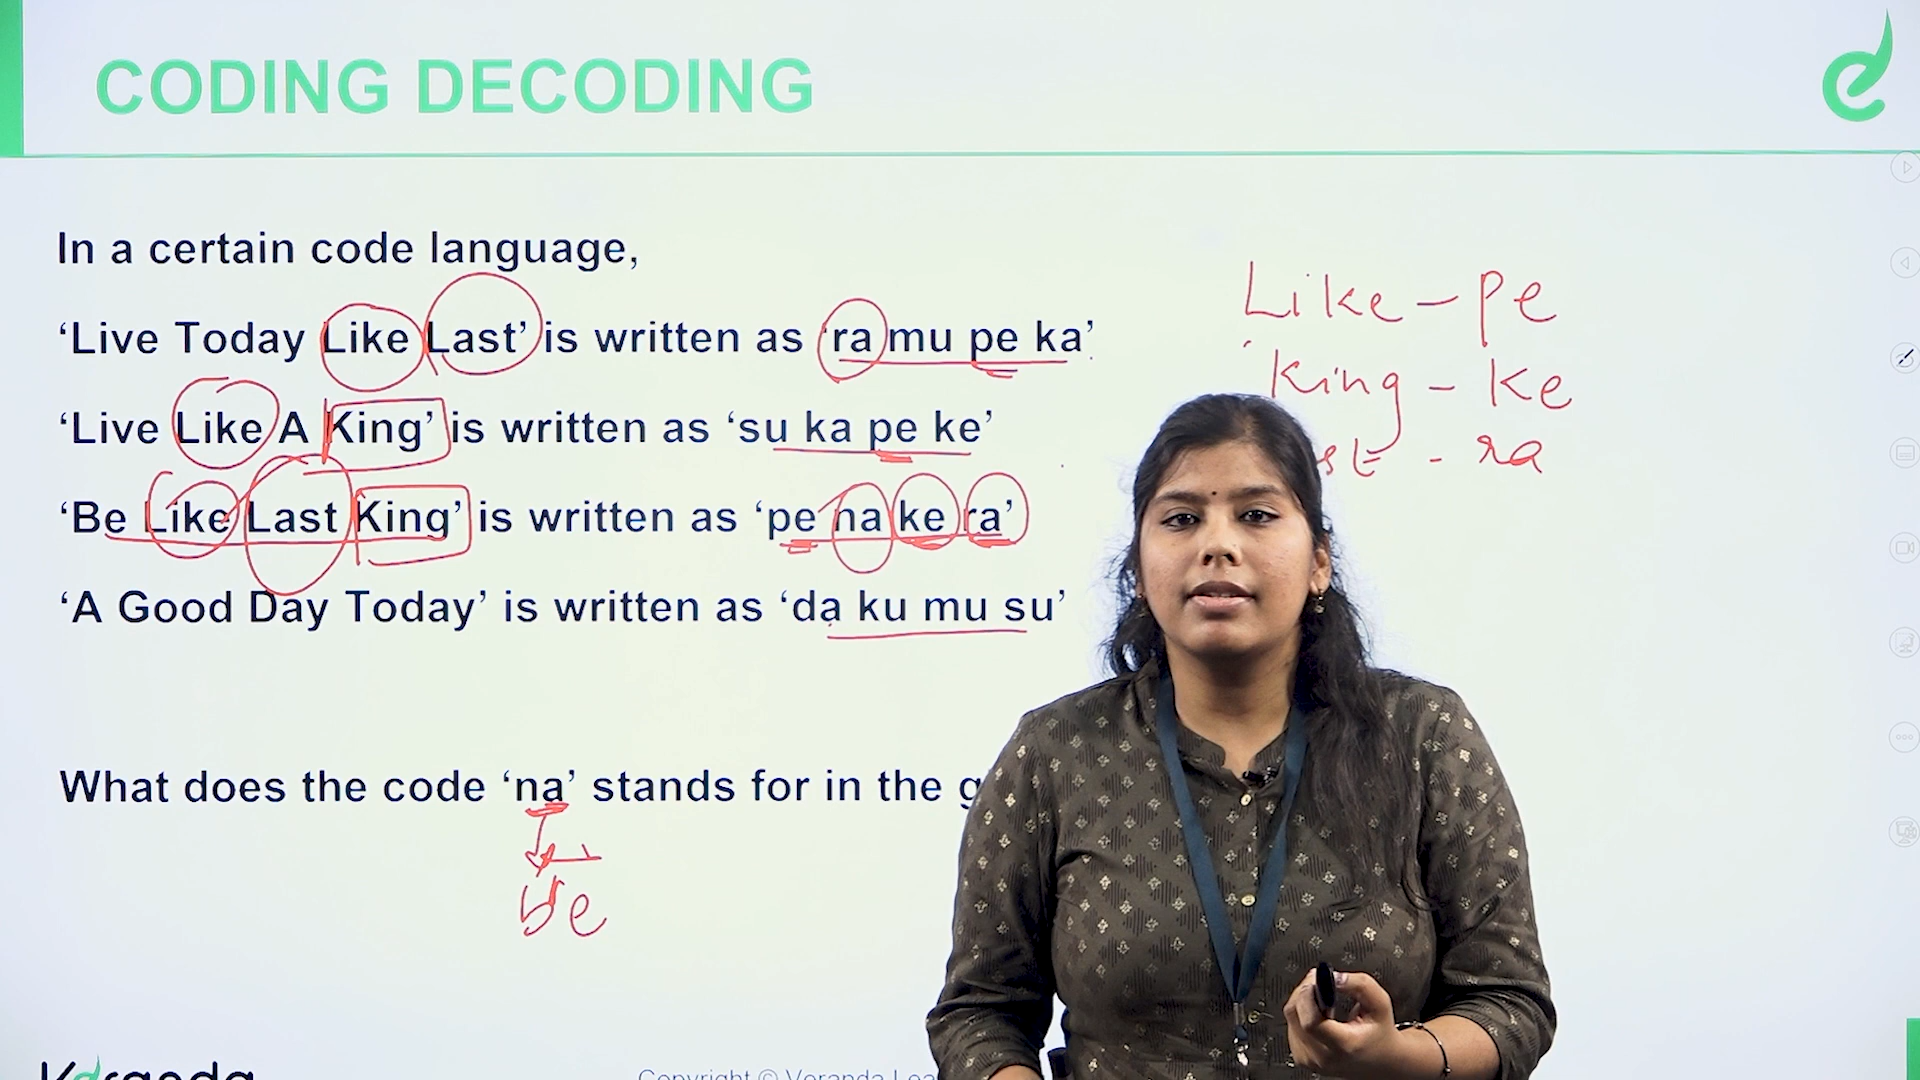 CODING DECODING
In a certain code language,
‘Live Today Like Last’ is written as ‘ra mu pe ka’
‘Live Like A King’ is written as ‘su ka pe ke’
‘Be Like Last King’ is written as ‘pe na ke ra’
‘A Good Day Today’ is written as ‘da ku mu su’
What does the code ‘na’ stands for in the
be
Like – pe
King – ke
- ra
Veranda
Copyright © Veranda